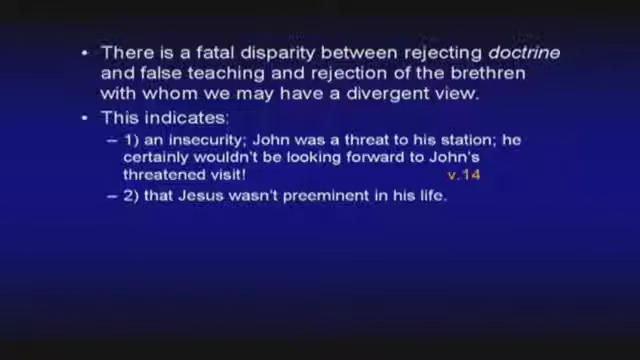 • There is a fatal disparity between rejecting doctrine
and false teaching and rejection of the brethren
with whom we may have a divergent view.
• This indicates:
– 1) an insecurity; John was a threat to his station; he
certainly wouldn't be looking forward to John's
threatened visit! v.14
– 2) that Jesus wasn't preeminent in his life.